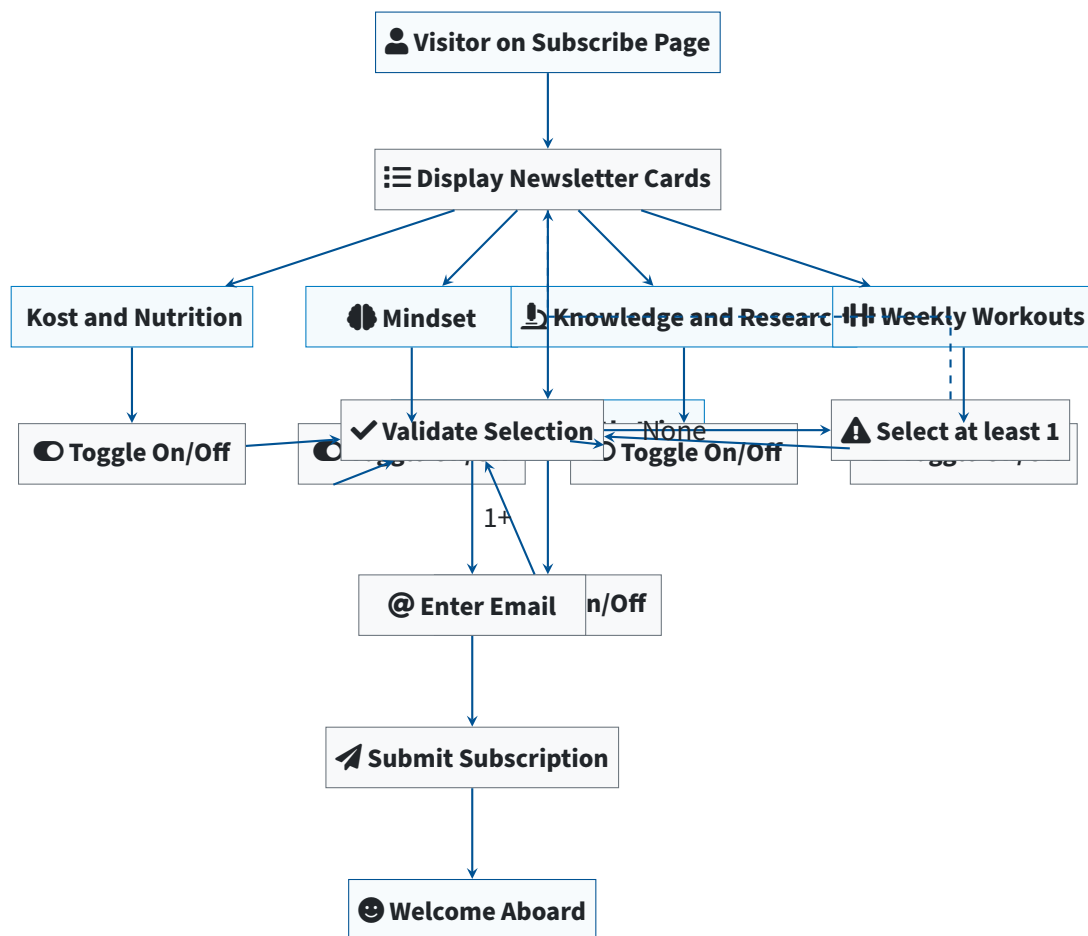 Visitor on Subscribe Page
Display Newsletter Cards
Kost and Nutrition
Mindset
Knowledge and Researc
Weekly Workouts
Validate Selection
None
Select at least 1
Toggle On/Off
Toggle On/Off
1+
Enter Email
n/Off
Submit Subscription
Welcome Aboard